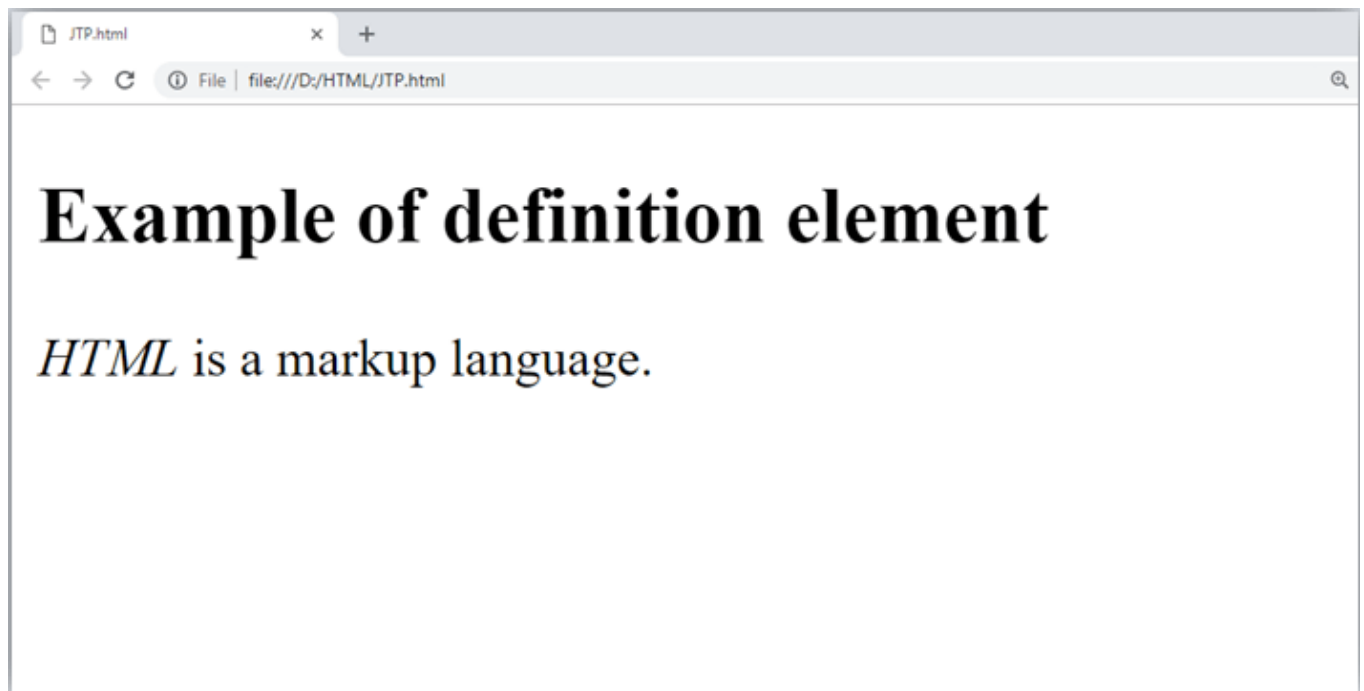 JTP.html
File file:///D:/HTML/JTP.html
Example of definition element
HTML is a markup language.